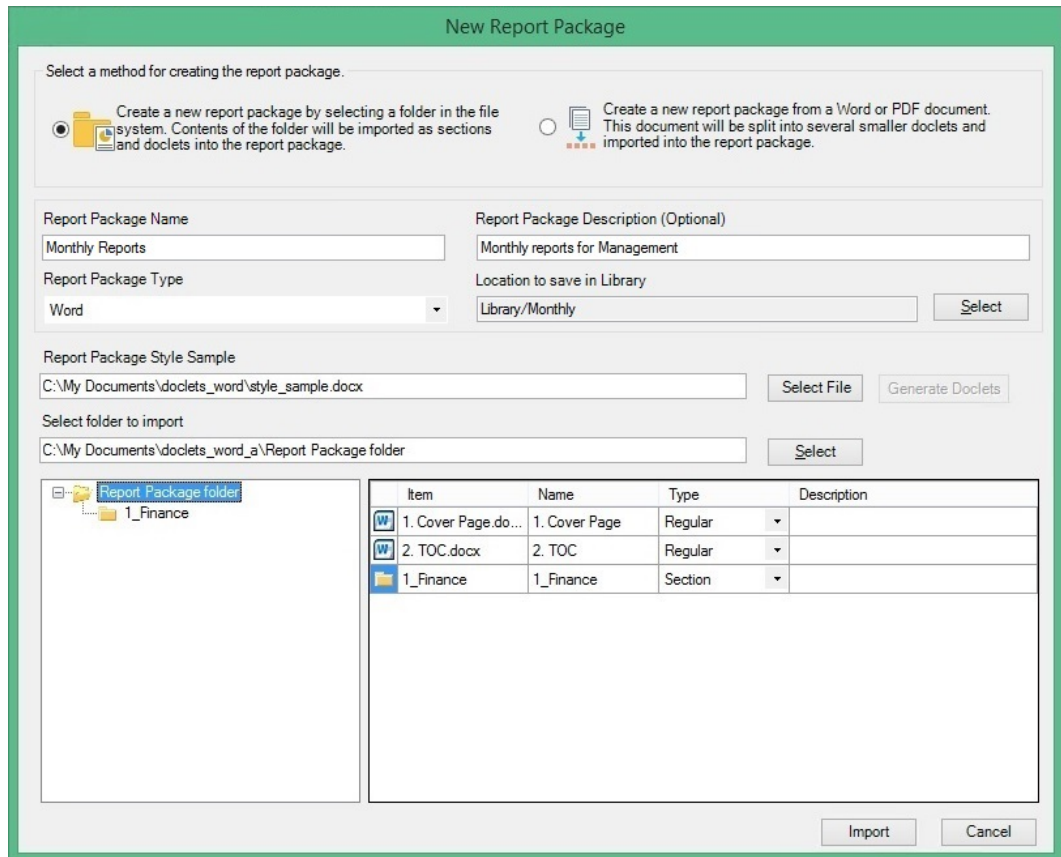 New Report Package
Select a method for creating the report package.
Create a new report package by selecting a folder in the file
system. Contents of the folder will be imported as sections
and doclets into the report package.
Create a new report package from a Word or PDF document.
This document will be split into several smaller doclets and
imported into the report package.
Report Package Name
Report Package Description (Optional)
Monthly Reports
Monthly reports for Management
Report Package Type
Location to save in Library
Word
Library/Monthly
Select
Report Package Style Sample
C:\My Documents\doclets_word\style_sample.docx
Select File
Generate Doclets
Select folder to import
C:\My Documents\doclets_word_a\Report Package folder
Select
Report Package folder
1_Finance
Item Name Type Description
1. Cover Page.do... 1. Cover Page Regular
2. TOC.docx 2. TOC Regular
1_Finance 1_Finance Section
Import
Cancel